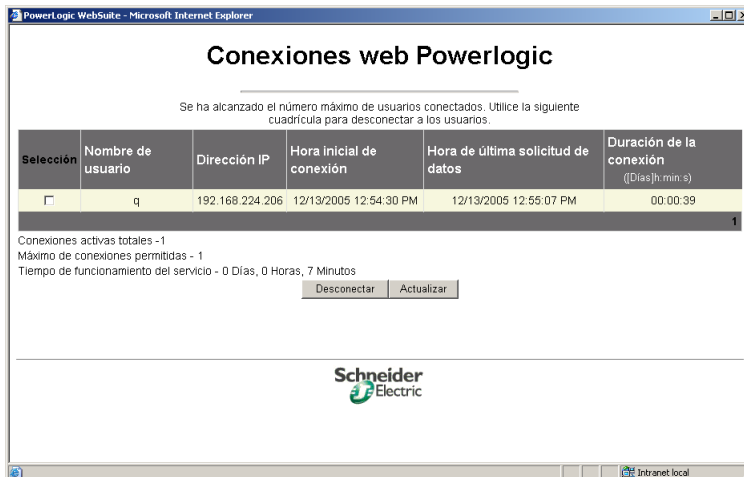 PowerLogic WebSuite - Microsoft Internet Explorer
Conexiones web Powerlogic
Se ha alcanzado el número máximo de usuarios conectados. Utilice la siguiente
cuadrícula para desconectar a los usuarios.
Selección Nombre de usuario Dirección IP Hora inicial de conexión Hora de última solicitud de datos Duración de la conexión ([Días]h:min:s)
q 192.168.224.206 12/13/2005 12:54:30 PM 12/13/2005 12:55:07 PM 00:00:39
1
Conexiones activas totales -1
Máximo de conexiones permitidas - 1
Tiempo de funcionamiento del servicio - 0 Días, 0 Horas, 7 Minutos
Desconectar Actualizar
Schneider
Electric
Intranet local